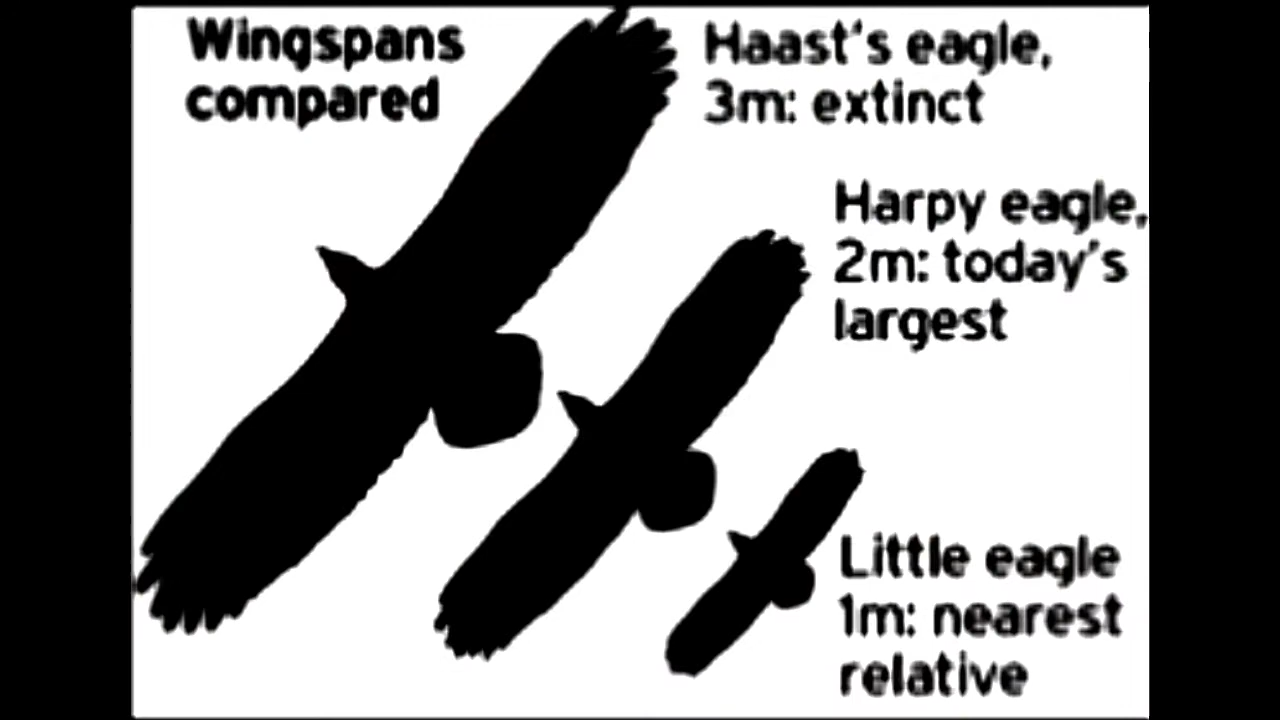 Wingspans
compared
Haast's eagle,
3m: extinct
Harpy eagle,
2m: today's
largest
Little eagle
1m: nearest
relative